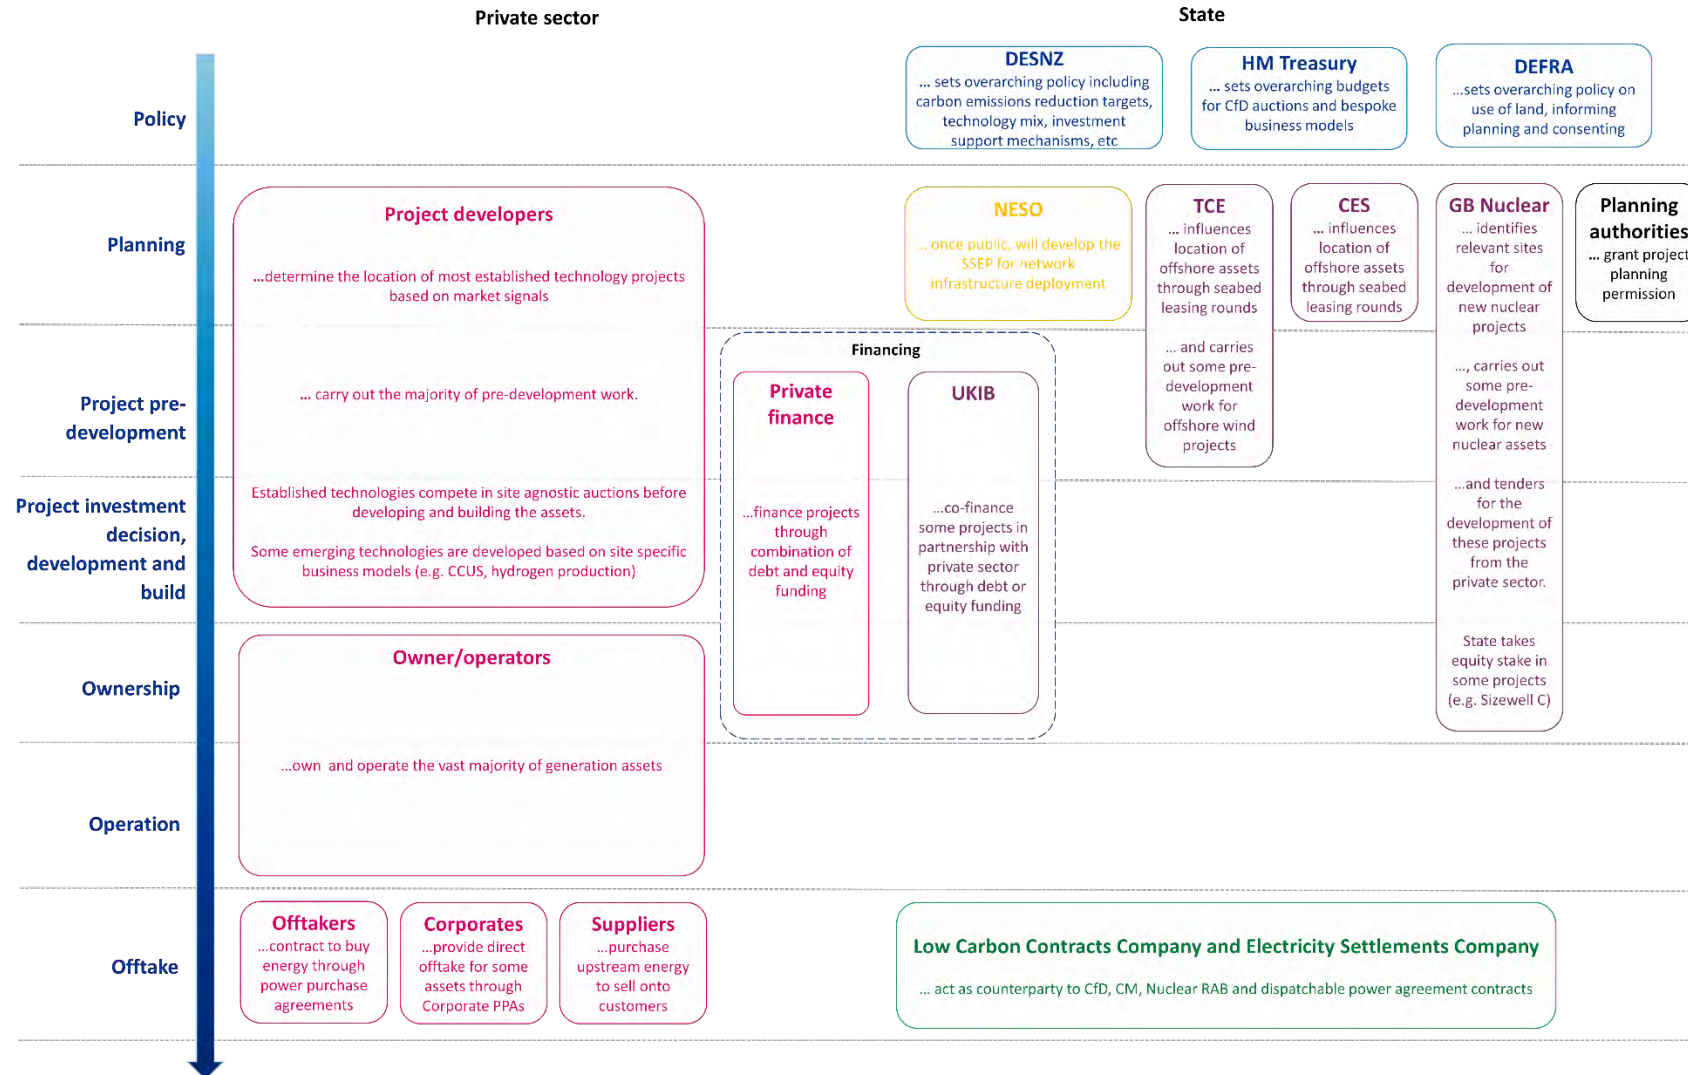 Private sector
State
Policy
DESNZ
... sets overarching policy including
carbon emissions reduction targets,
technology mix, investment
support mechanisms, etc
HM Treasury
... sets overarching budgets
for CfD auctions and bespoke
business models
DEFRA
...sets overarching policy on
use of land, informing
planning and consenting
Planning
Project developers
...determine the location of most established technology projects
based on market signals
... carry out the majority of pre-development work.
Established technologies compete in site agnostic auctions before
developing and building the assets.
Some emerging technologies are developed based on site specific
business models (e.g. CCUS, hydrogen production)
NESO
... once public, will develop the
SSEP for network
infrastructure deployment
TCE
... influences
location of
offshore assets
through seabed
leasing rounds
... and carries
out some pre-
development
work for
offshore wind
projects
CES
... influences
location of
offshore assets
through seabed
leasing rounds
GB Nuclear
... identifies
relevant sites
for
development of
new nuclear
projects
..., carries out
some pre-
development
work for new
nuclear assets
...and tenders
for the
development of
these projects
from the
private sector.
State takes
equity stake in
some projects
(e.g. Sizewell C)
Planning
authorities
... grant project
planning
permission
Project pre-
development
Financing
Private
finance
...finance projects
through
combination of
debt and equity
funding
UKIB
...co-finance
some projects in
partnership with
private sector
through debt or
equity funding
Project investment
decision,
development and
build
Ownership
Owner/operators
...own and operate the vast majority of generation assets
Operation
Offtake
Offtakers
...contract to buy
energy through
power purchase
agreements
Corporates
...provide direct
offtake for some
assets through
Corporate PPAs
Suppliers
...purchase
upstream energy
to sell onto
customers
Low Carbon Contracts Company and Electricity Settlements Company
... act as counterparty to CfD, CM, Nuclear RAB and dispatchable power agreement contracts